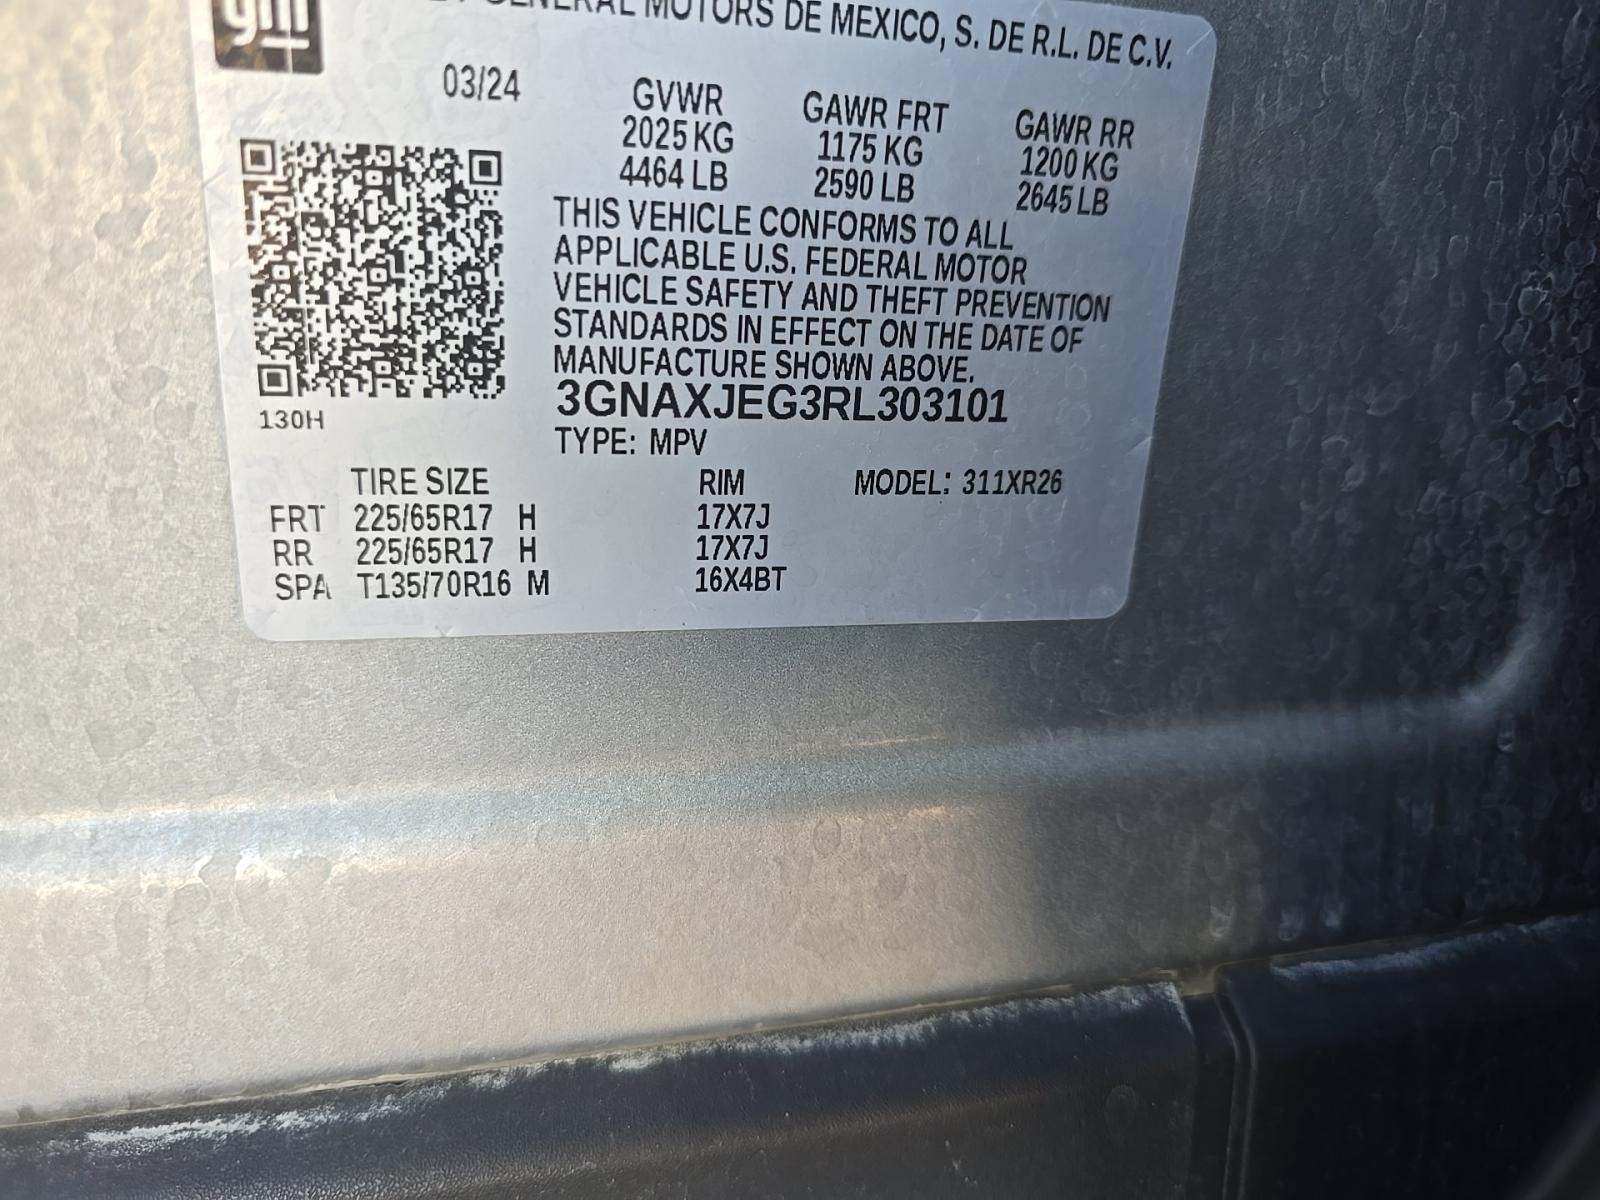 gm
GENERAL MOTORS DE MEXICO, S. DE R.L. DE C.V.
03/24
GVWR GAWR FRT GAWR RR
2025 KG 1175 KG 1200 KG
4464 LB 2590 LB 2645 LB
THIS VEHICLE CONFORMS TO ALL
APPLICABLE U.S. FEDERAL MOTOR
VEHICLE SAFETY AND THEFT PREVENTION
STANDARDS IN EFFECT ON THE DATE OF
MANUFACTURE SHOWN ABOVE.
3GNAXJEG3RL303101
130H
TYPE: MPV
TIRE SIZE RIM MODEL: 311XR26
FRT 225/65R17 H 17X7J
RR 225/65R17 H 17X7J
SPA T135/70R16 M 16X4BT